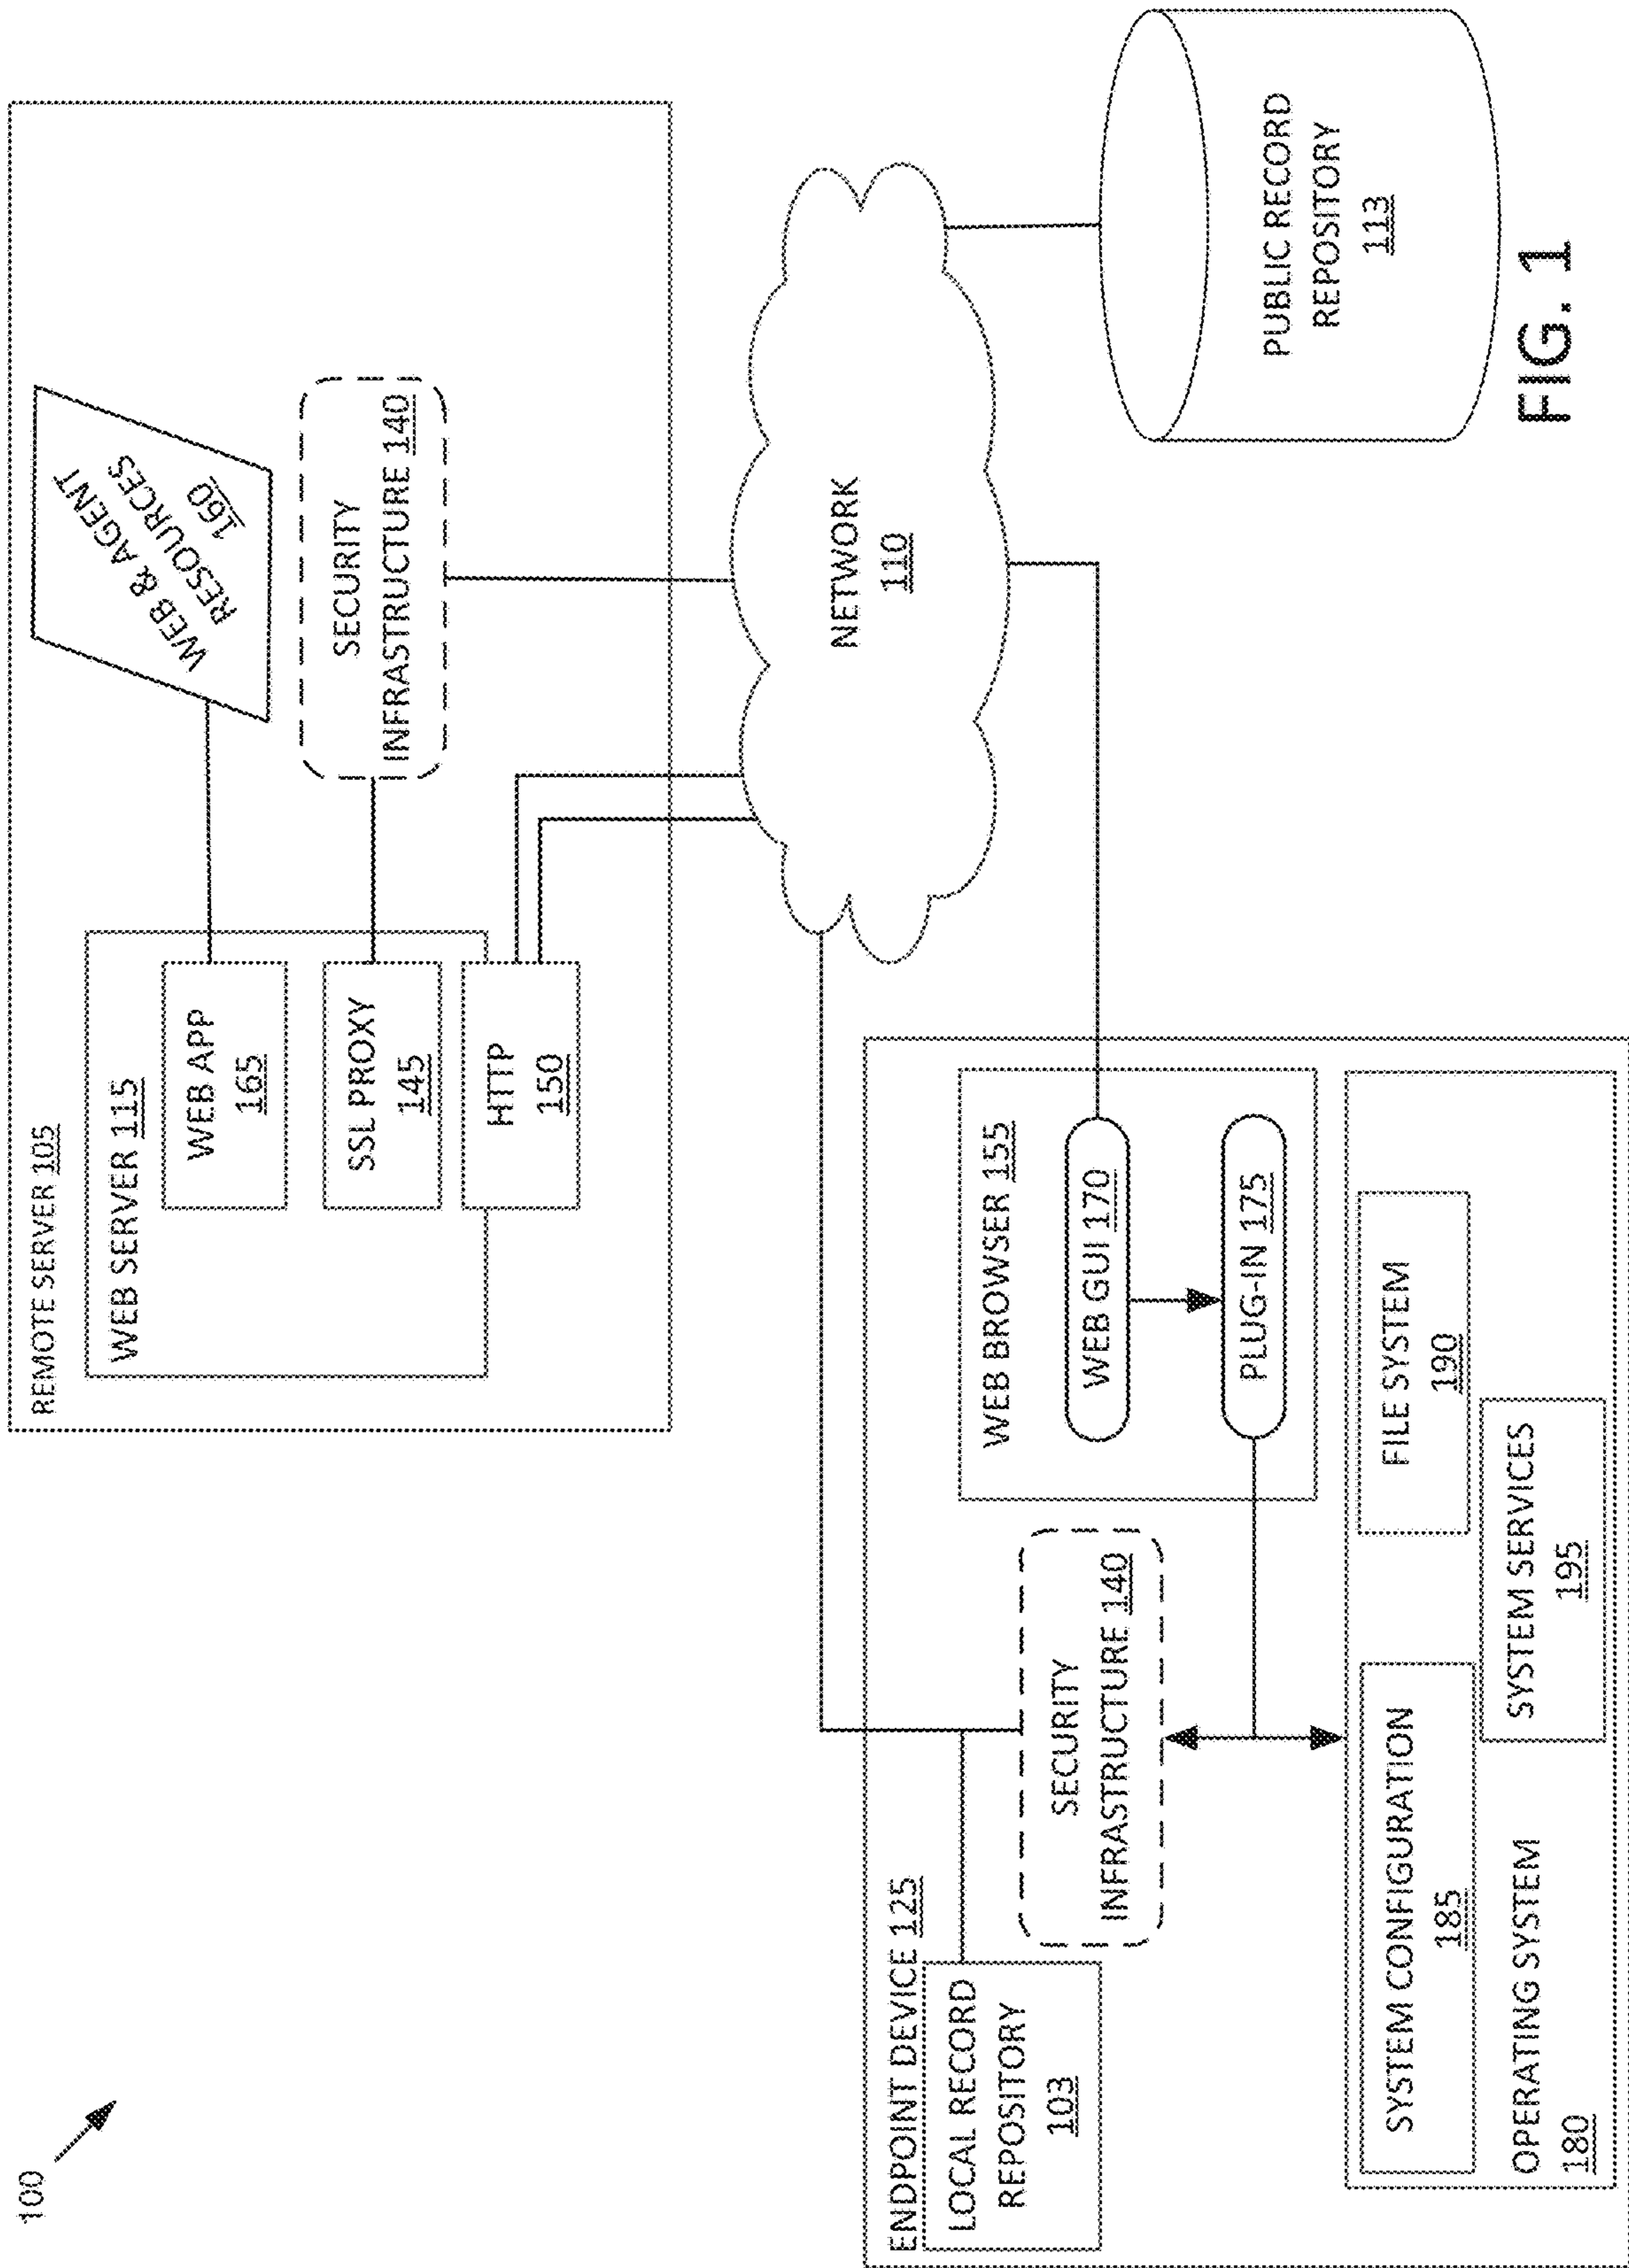 100
REMOTE SERVER 105
WEB SERVER 115
WEB APP
165
SSL PROXY
145
HTTP
150
WEB & AGENT
RESOURCES
160
SECURITY
INFRASTRUCTURE 140
NETWORK
110
PUBLIC RECORD
REPOSITORY
113
ENDPOINT DEVICE 125
LOCAL RECORD
REPOSITORY
103
SECURITY
INFRASTRUCTURE 140
WEB BROWSER 155
WEB GUI 170
PLUG-IN 175
SYSTEM CONFIGURATION
185
FILE SYSTEM
190
SYSTEM SERVICES
195
OPERATING SYSTEM
180
FIG. 1